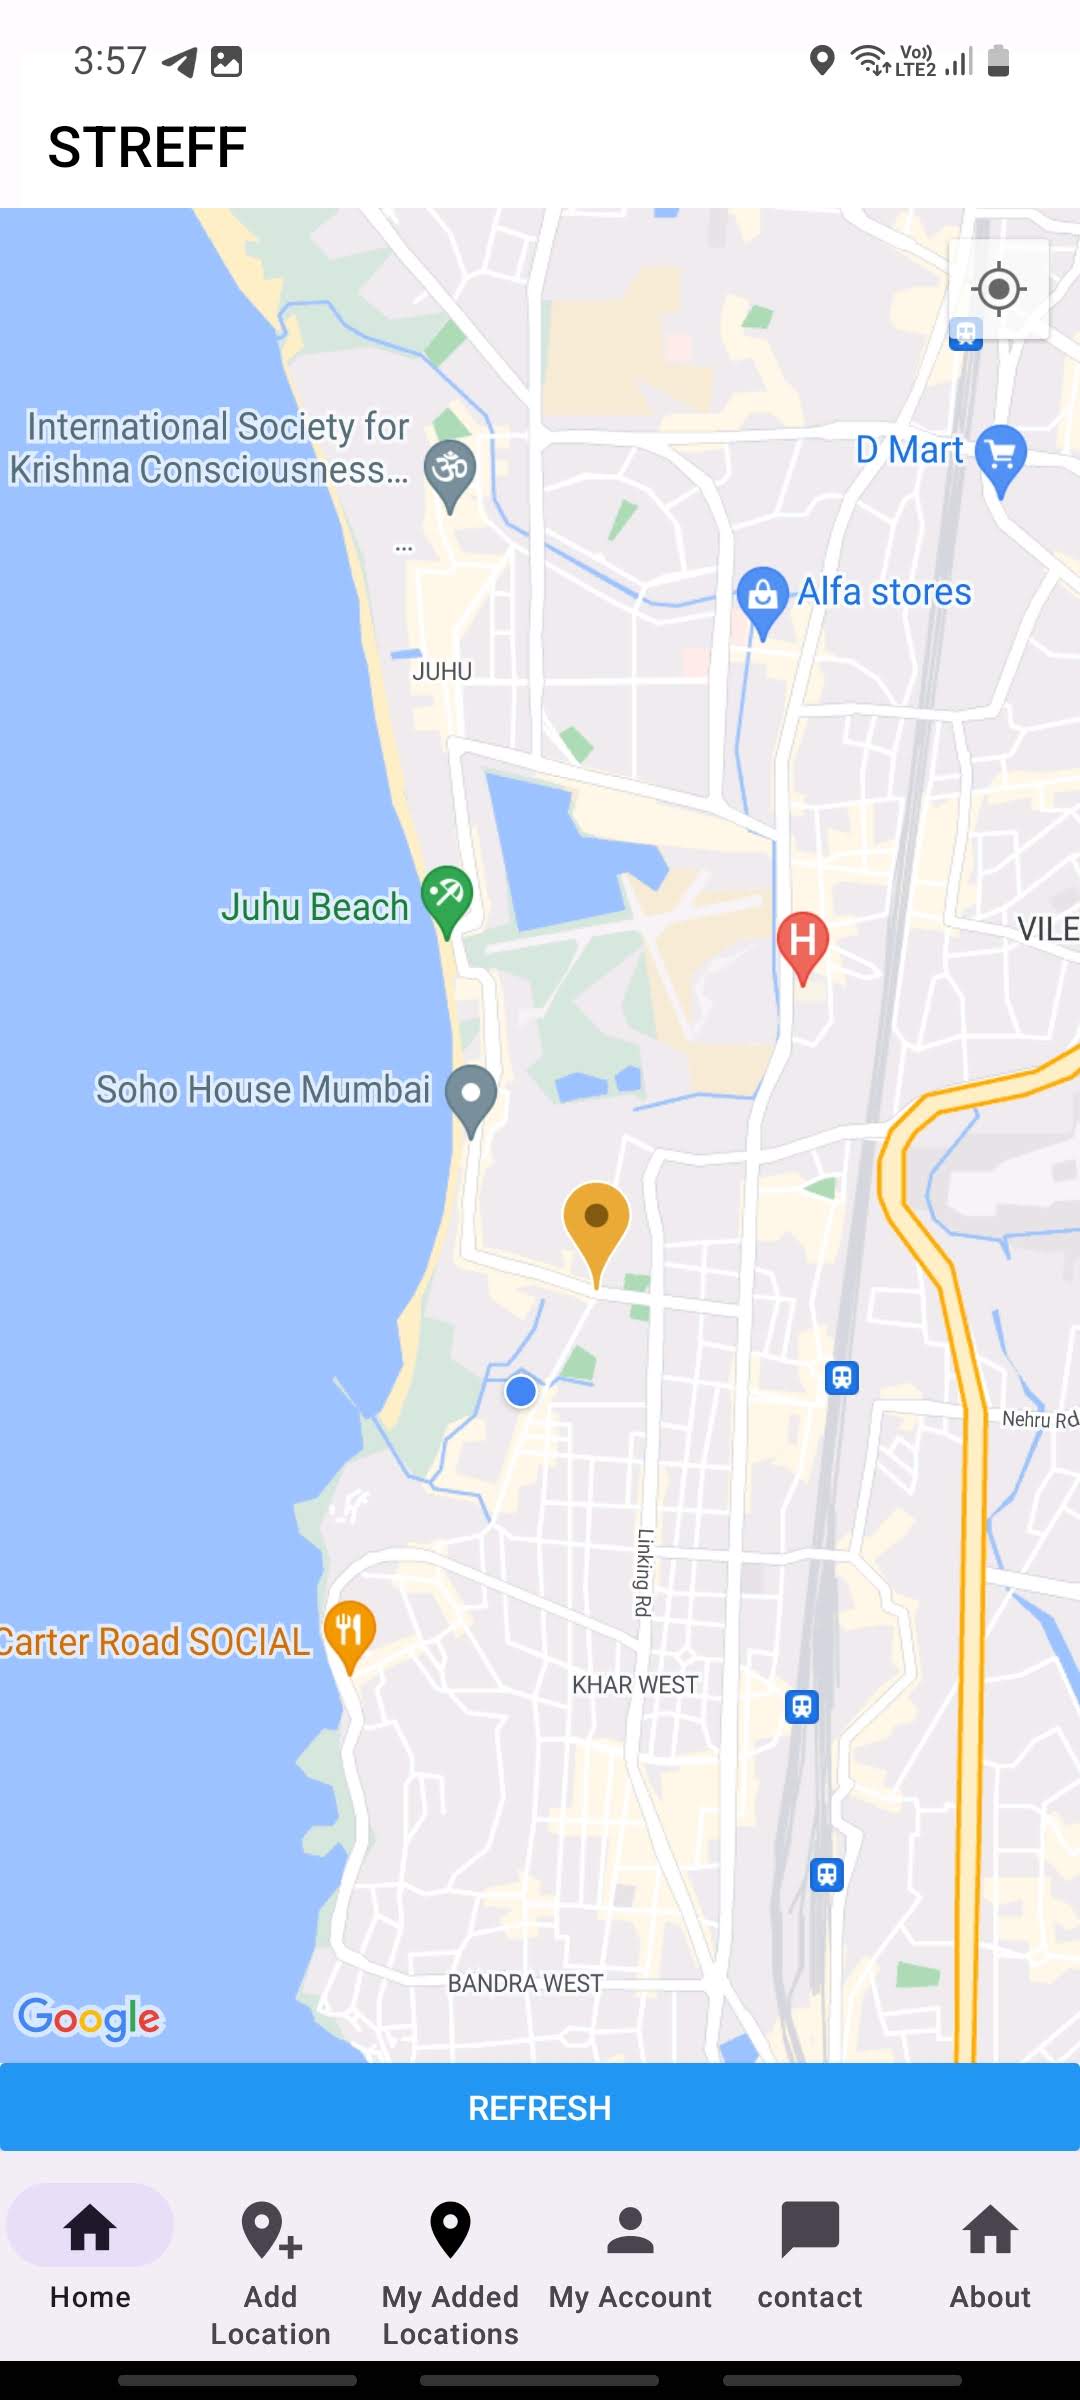 3:57
Vo))
LTE2
STREFF
International Society for
Krishna Consciousness...
...
D Mart
Alfa stores
JUHU
Juhu Beach
H
VILE
Soho House Mumbai
Nehru Rd
Linking Rd
Carter Road SOCIAL
KHAR WEST
BANDRA WEST
Google
REFRESH
Home
Add
Location
My Added
Locations
My Account
contact
About